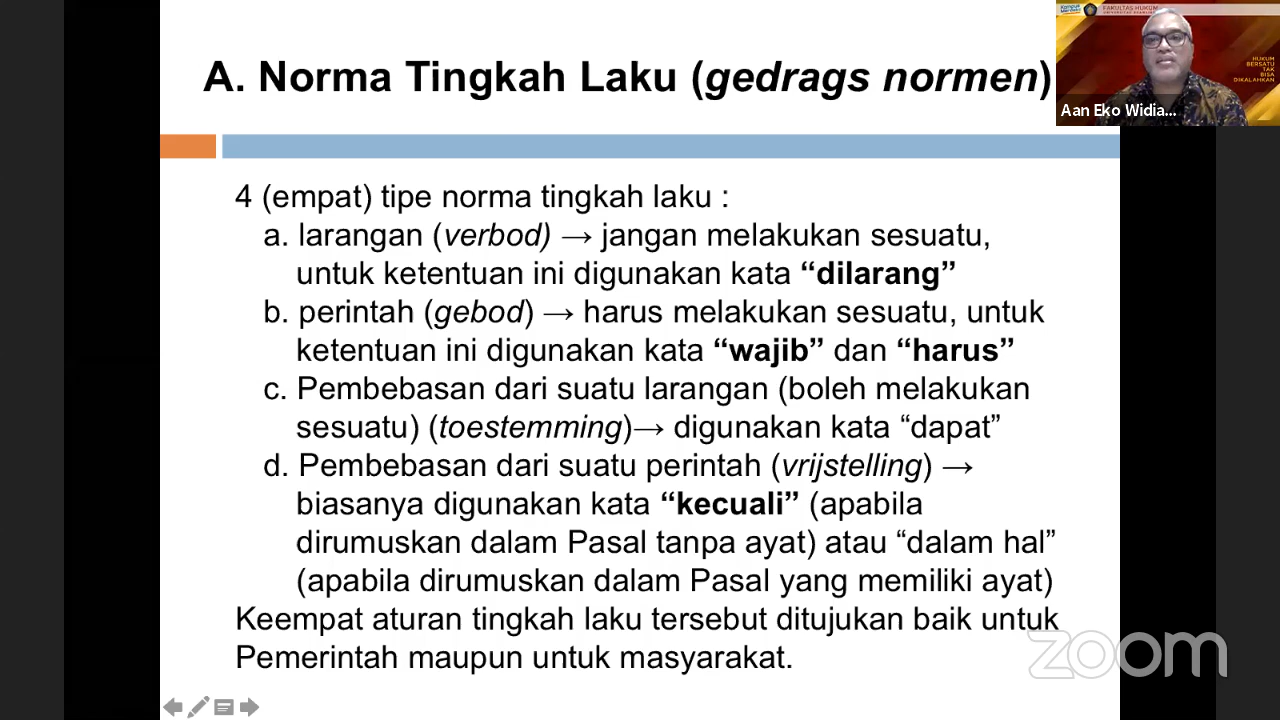 A. Norma Tingkah Laku (gedrags normen)
4 (empat) tipe norma tingkah laku :
a. larangan (verbod) → jangan melakukan sesuatu,
untuk ketentuan ini digunakan kata “dilarang”
b. perintah (gebod) → harus melakukan sesuatu, untuk
ketentuan ini digunakan kata “wajib” dan “harus”
c. Pembebasan dari suatu larangan (boleh melakukan
sesuatu) (toestemming)→ digunakan kata “dapat”
d. Pembebasan dari suatu perintah (vrijstelling) →
biasanya digunakan kata “kecuali” (apabila
dirumuskan dalam Pasal tanpa ayat) atau “dalam hal”
(apabila dirumuskan dalam Pasal yang memiliki ayat)
Keempat aturan tingkah laku tersebut ditujukan baik untuk
Pemerintah maupun untuk masyarakat.
FAKULTAS HUKUM
HUKUM
BERSATU
TAK
BISA
DIKALAHKAN
Aan Eko Widia...
zoom